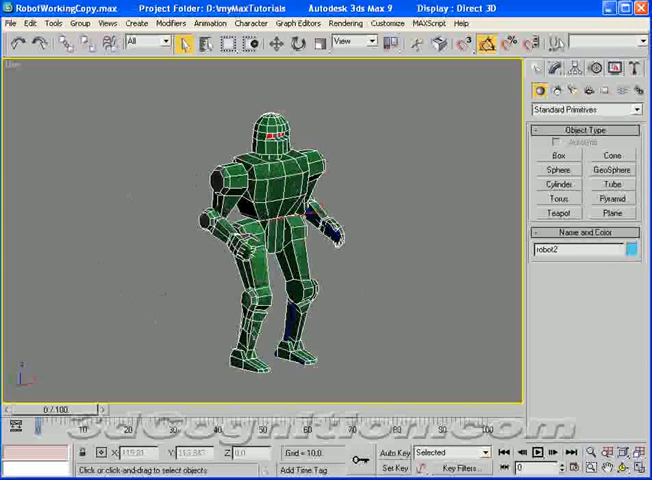 RobotWorkingCopy.max Project Folder: D:\myMaxTutorials Autodesk 3ds Max 9 Display : Direct 3D
File Edit Tools Group Views Create Modifiers Animation Character Graph Editors Rendering Customize MAXScript Help
All
View
Standard Primitives
- Object Type
AutoGrid
Box Cone
Sphere GeoSphere
Cylinder Tube
Torus Pyramid
Teapot Plane
- Name and Color
robot2
0 / 100
3dCognition.com
X: Y: Z: 0.0 Grid = 10.0
Auto Key Selected
Click or click-and-drag to select objects Add Time Tag Set Key Key Filters... 0